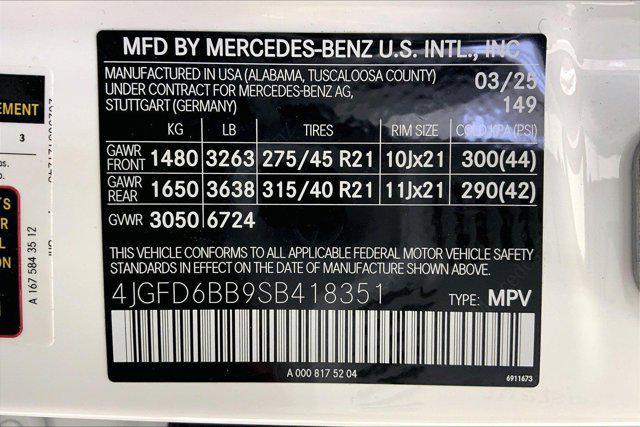 MFD BY MERCEDES-BENZ U.S. INTL., INC
MANUFACTURED IN USA (ALABAMA, TUSCALOOSA COUNTY)
UNDER CONTRACT FOR MERCEDES-BENZ AG,
STUTTGART (GERMANY)
03/25
149
KG LB TIRES RIM SIZE COLD KPA (PSI)
GAWR FRONT 1480 3263 275/45 R21 10Jx21 300(44)
GAWR REAR 1650 3638 315/40 R21 11Jx21 290(42)
GVWR 3050 6724
THIS VEHICLE CONFORMS TO ALL APPLICABLE FEDERAL MOTOR VEHICLE SAFETY
STANDARDS IN EFFECT ON THE DATE OF MANUFACTURE SHOWN ABOVE.
4JGFD6BB9SB418351 TYPE: MPV
A 000 817 52 04
6911673
EMENT
3
A 167 584 35 12